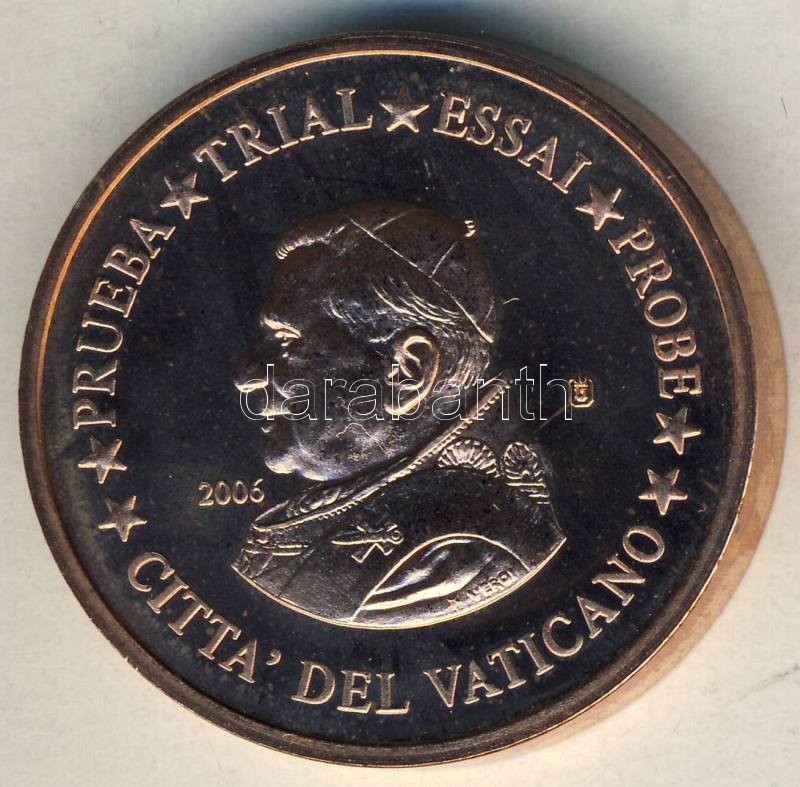 PRUEBA ★ TRIAL ★ ESSAI ★ PROBE ★
2006
★ CITTA' DEL VATICANO ★
darabanth